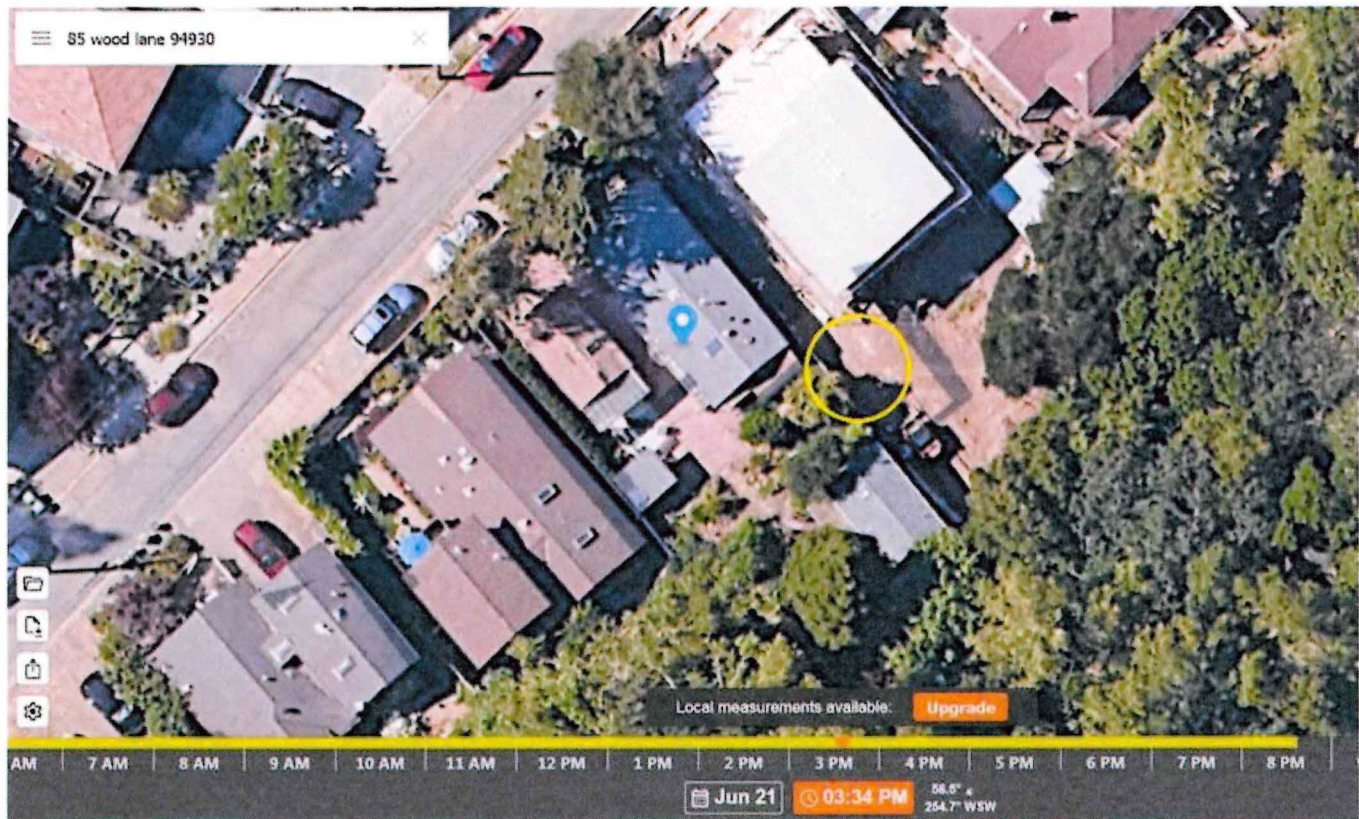 85 wood lane 94930
Local measurements available: Upgrade
AM 7 AM 8 AM 9 AM 10 AM 11 AM 12 PM 1 PM 2 PM 3 PM 4 PM 5 PM 6 PM 7 PM 8 PM
Jun 21 03:34 PM 56.5°
254.7° WSW